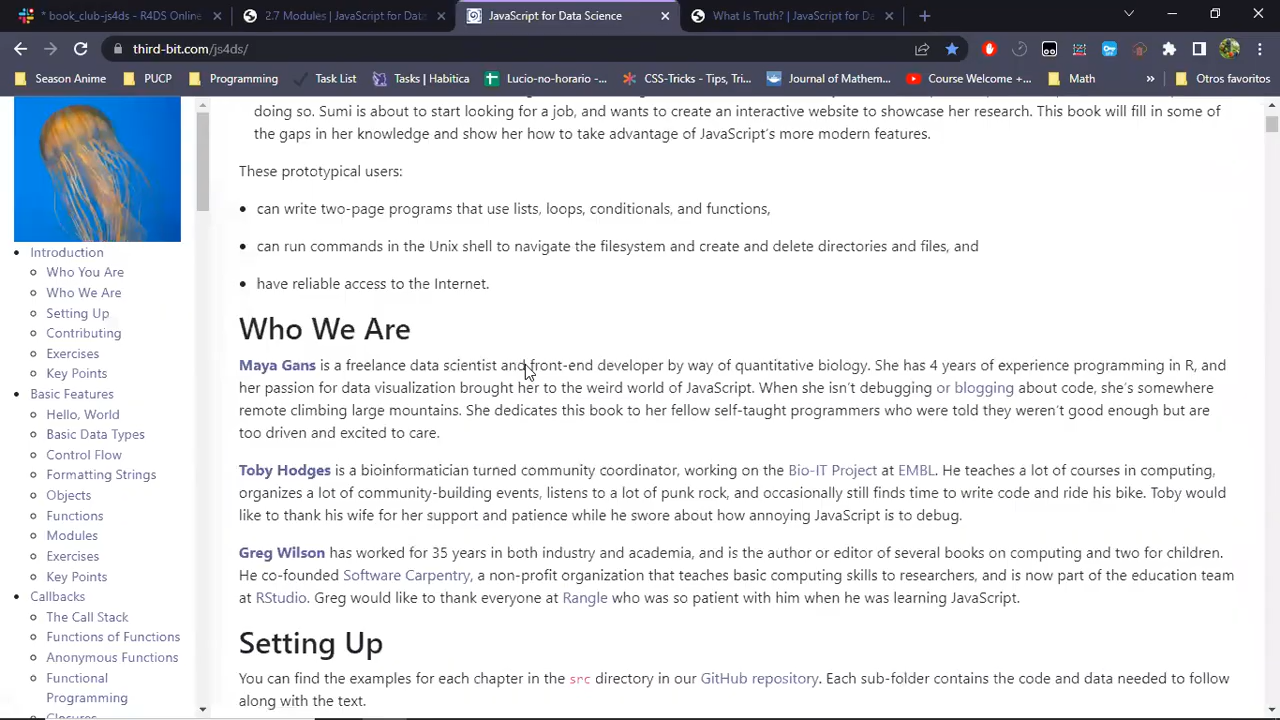 * book_club-js4ds - R4DS Online
2.7 Modules | JavaScript for Data
JavaScript for Data Science
What Is Truth? | JavaScript for Da
third-bit.com/js4ds/
Season Anime
PUCP
Programming
Task List
Tasks | Habitica
Lucio-no-horario -...
CSS-Tricks - Tips, Tri...
Journal of Mathem...
Course Welcome +...
Math
»
Otros favoritos
Introduction
Who You Are
Who We Are
Setting Up
Contributing
Exercises
Key Points
Basic Features
Hello, World
Basic Data Types
Control Flow
Formatting Strings
Objects
Functions
Modules
Exercises
Key Points
Callbacks
The Call Stack
Functions of Functions
Anonymous Functions
Functional
Programming
Closures
doing so. Sumi is about to start looking for a job, and wants to create an interactive website to showcase her research. This book will fill in some of
the gaps in her knowledge and show her how to take advantage of JavaScript's more modern features.
These prototypical users:
can write two-page programs that use lists, loops, conditionals, and functions,
can run commands in the Unix shell to navigate the filesystem and create and delete directories and files, and
have reliable access to the Internet.
Who We Are
Maya Gans is a freelance data scientist and front-end developer by way of quantitative biology. She has 4 years of experience programming in R, and
her passion for data visualization brought her to the weird world of JavaScript. When she isn't debugging or blogging about code, she's somewhere
remote climbing large mountains. She dedicates this book to her fellow self-taught programmers who were told they weren't good enough but are
too driven and excited to care.
Toby Hodges is a bioinformatician turned community coordinator, working on the Bio-IT Project at EMBL. He teaches a lot of courses in computing,
organizes a lot of community-building events, listens to a lot of punk rock, and occasionally still finds time to write code and ride his bike. Toby would
like to thank his wife for her support and patience while he swore about how annoying JavaScript is to debug.
Greg Wilson has worked for 35 years in both industry and academia, and is the author or editor of several books on computing and two for children.
He co-founded Software Carpentry, a non-profit organization that teaches basic computing skills to researchers, and is now part of the education team
at RStudio. Greg would like to thank everyone at Rangle who was so patient with him when he was learning JavaScript.
Setting Up
You can find the examples for each chapter in the src directory in our GitHub repository. Each sub-folder contains the code and data needed to follow
along with the text.